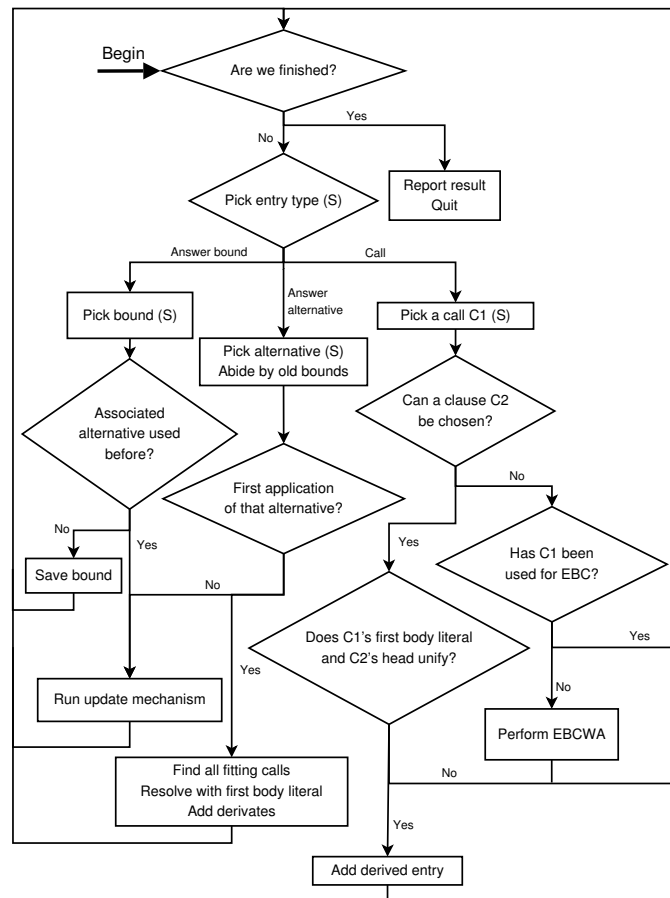 Begin
Are we finished?
Yes
No
Pick entry type (S)
Report result
Quit
Answer bound
Call
Answer
alternative
Pick bound (S)
Pick a call C1 (S)
Pick alternative (S)
Abide by old bounds
Associated
alternative used
before?
Can a clause C2
be chosen?
First application
of that alternative?
No
No
Yes
Yes
Has C1 been
used for EBC?
Save bound
No
Does C1's first body literal
and C2's head unify?
Yes
Yes
No
Run update mechanism
Perform EBCWA
Find all fitting calls
Resolve with first body literal
Add derivates
No
Yes
Add derived entry